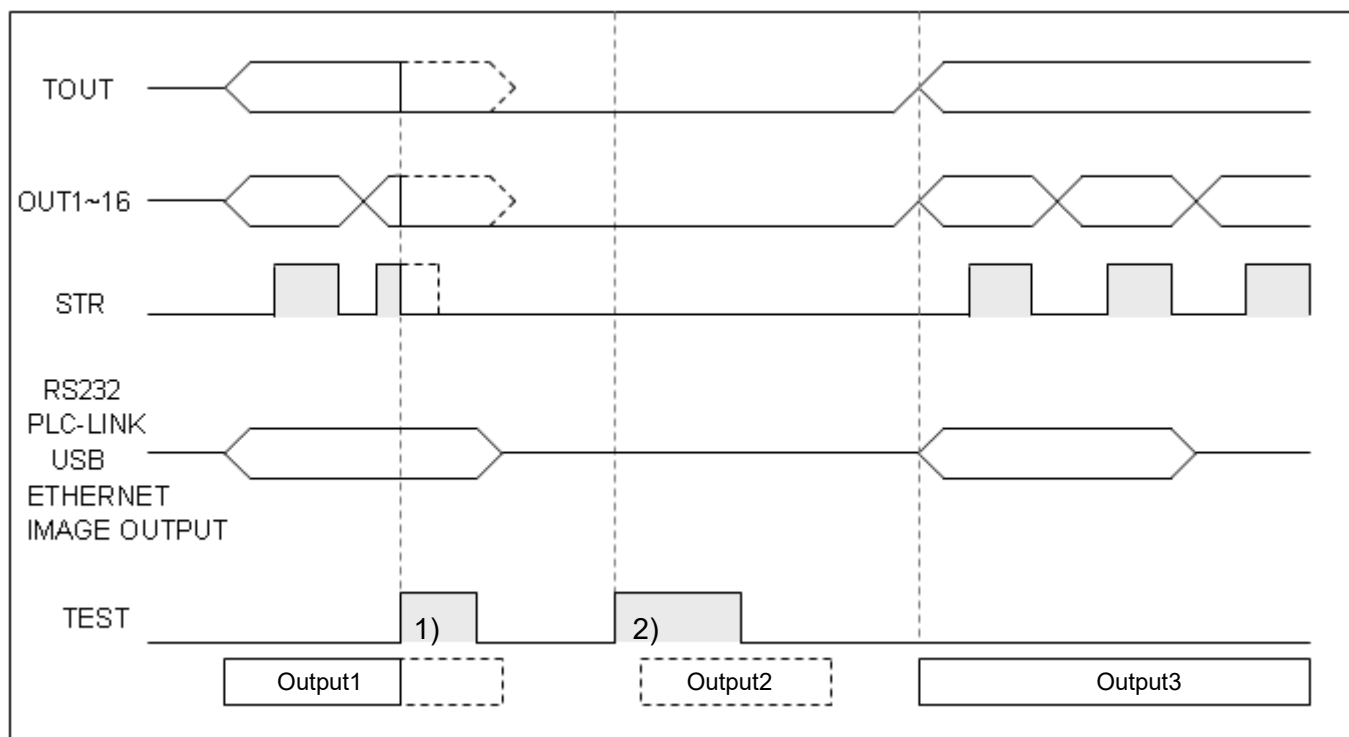 TOUT
OUT1~16
STR
RS232
PLC-LINK
USB
ETHERNET
IMAGE OUTPUT
TEST
1)
2)
Output1
Output2
Output3